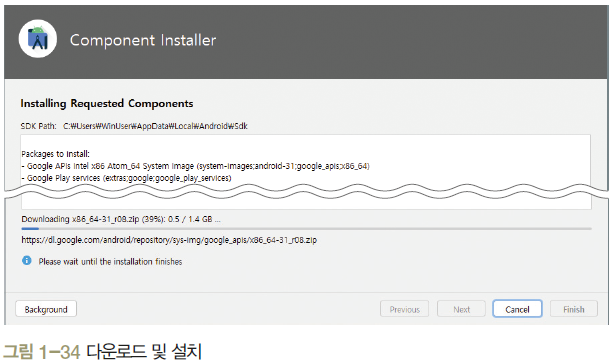 Component Installer
Installing Requested Components
SDK Path: C:₩Users₩WinUser₩AppData₩Local₩Android₩Sdk
Packages to install:
- Google APIs Intel x86 Atom_64 System Image (system-images;android-31;google_apis;x86_64)
- Google Play services (extras;google;google_play_services)
Downloading x86_64-31_r08.zip (39%): 0.5 / 1.4 GB ...
https://dl.google.com/android/repository/sys-img/google_apis/x86_64-31_r08.zip
Please wait until the installation finishes
Background
Previous
Next
Cancel
Finish
그림 1-34 다운로드 및 설치